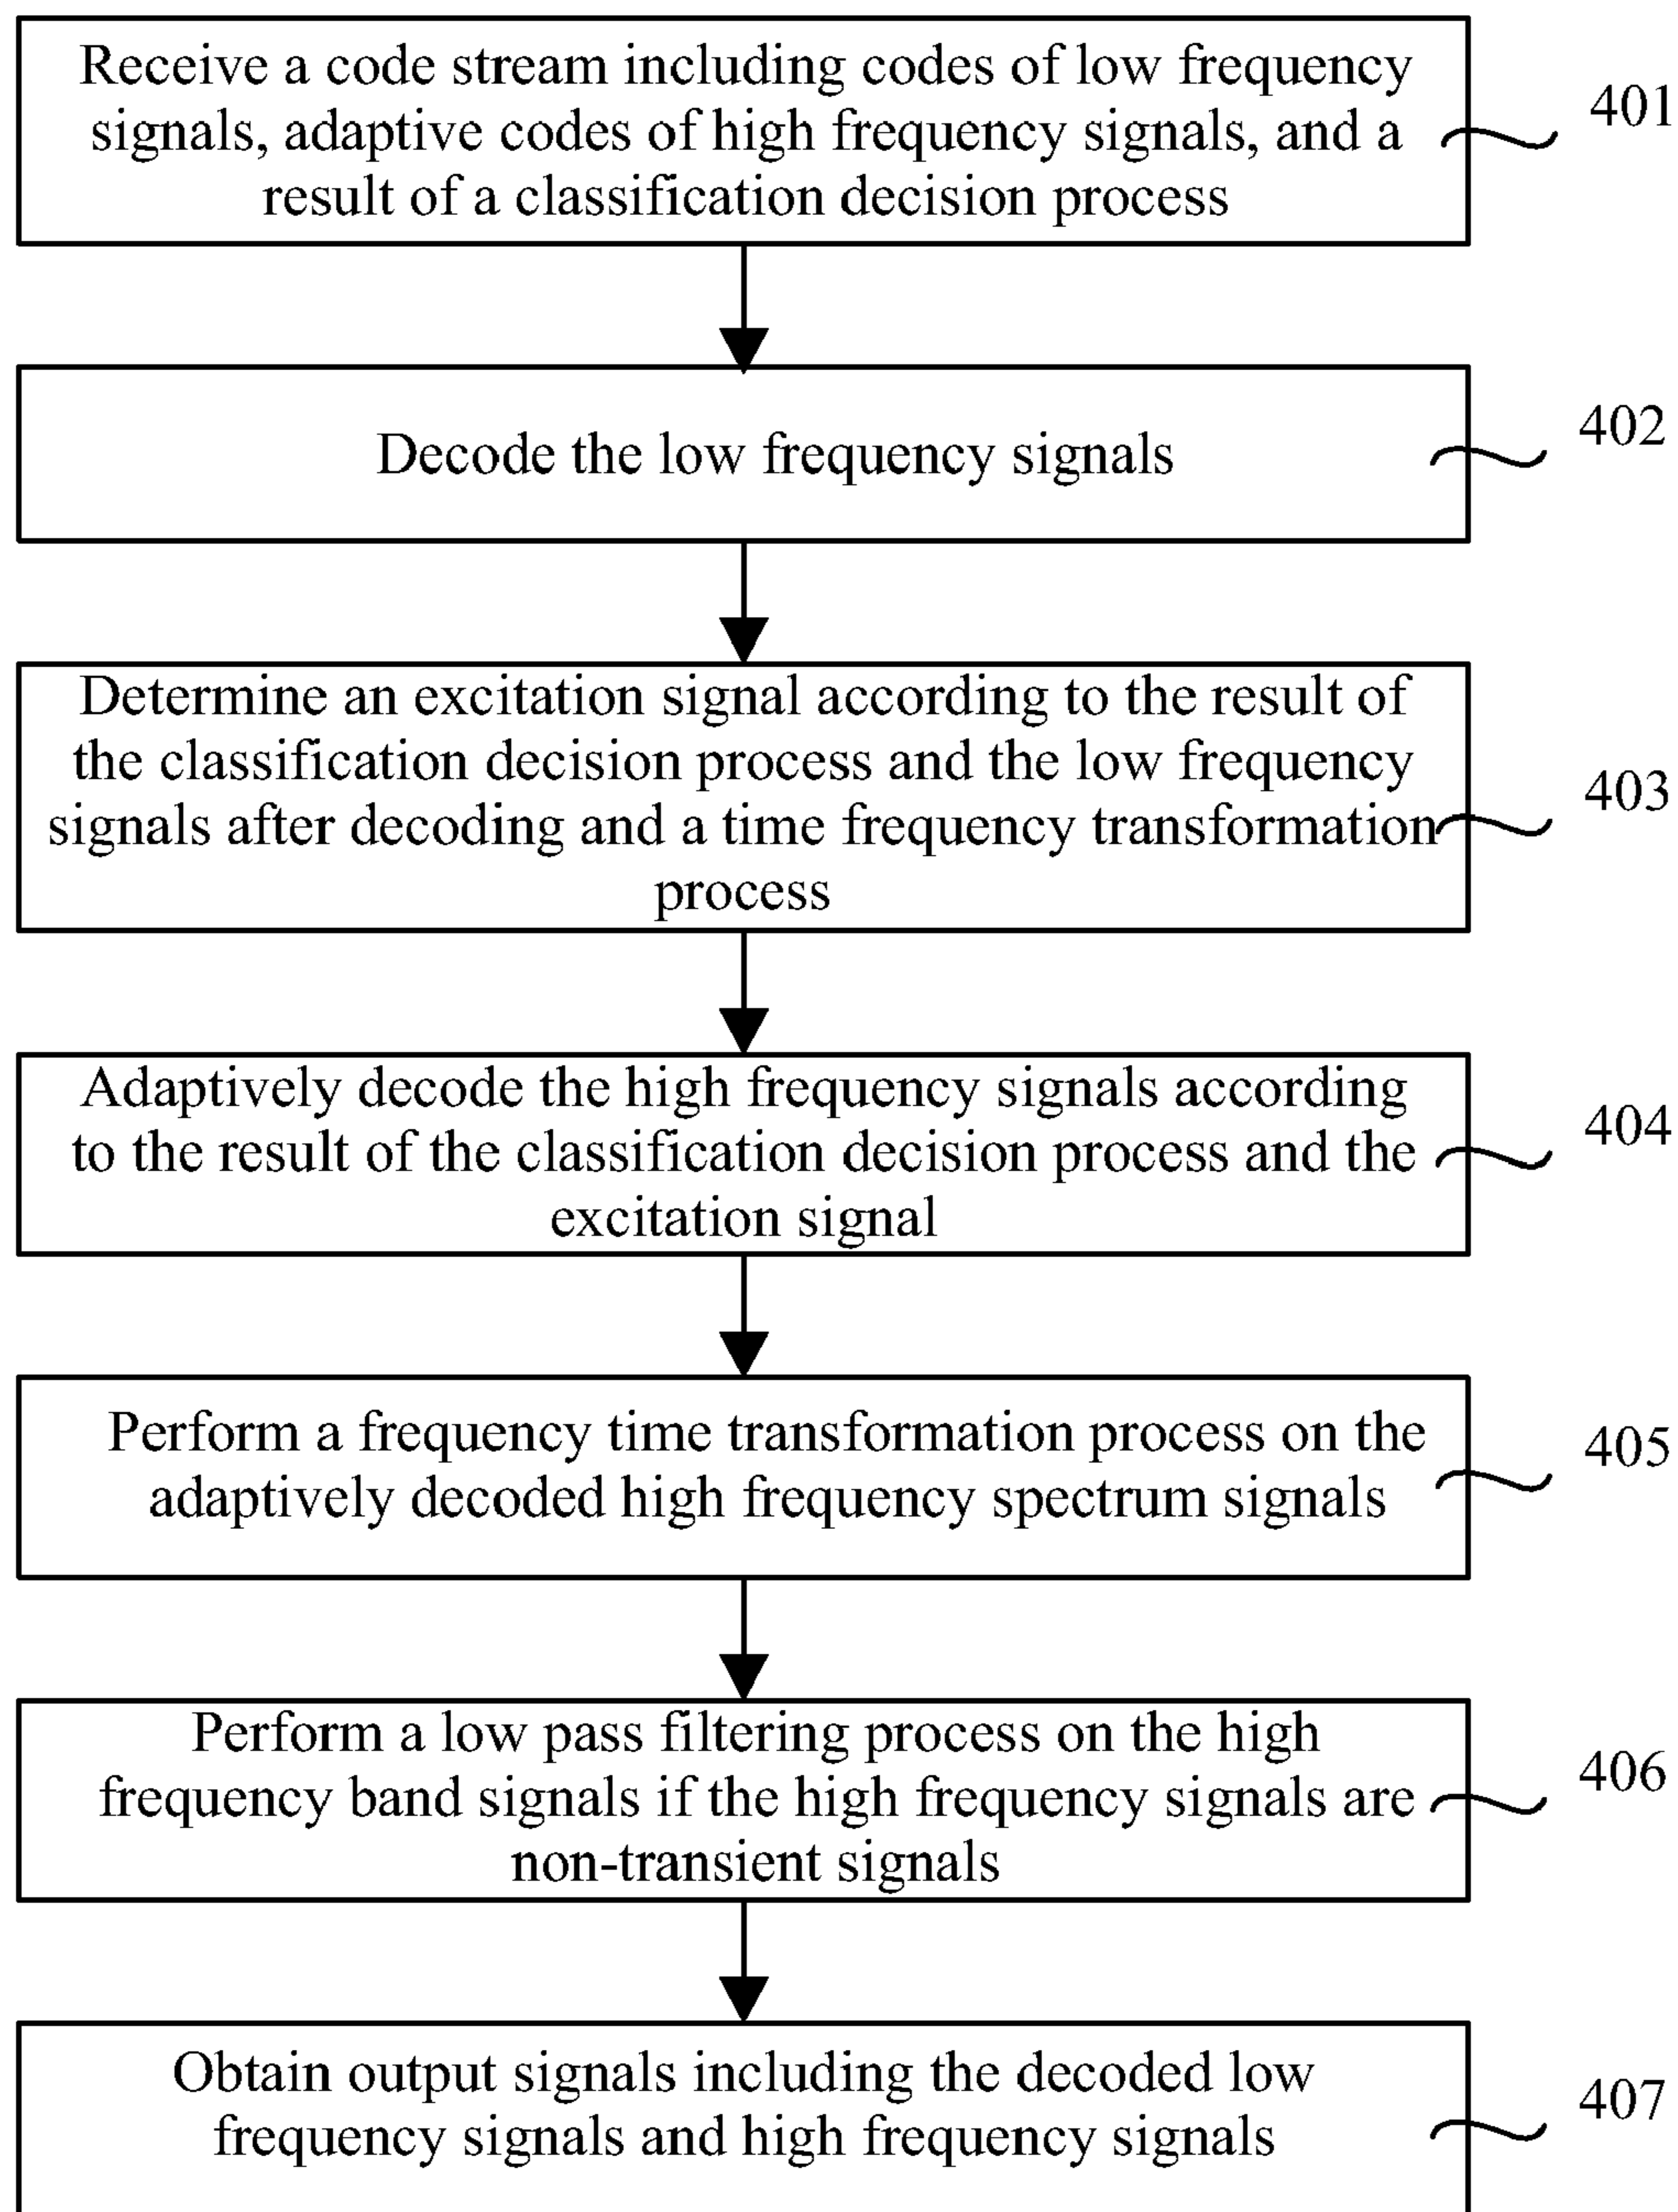 Receive a code stream including codes of low frequency
signals, adaptive codes of high frequency signals, and a
result of a classification decision process
401
Decode the low frequency signals
402
Determine an excitation signal according to the result of
the classification decision process and the low frequency
signals after decoding and a time frequency transformation
process
403
Adaptively decode the high frequency signals according
to the result of the classification decision process and the
excitation signal
404
Perform a frequency time transformation process on the
adaptively decoded high frequency spectrum signals
405
Perform a low pass filtering process on the high
frequency band signals if the high frequency signals are
non-transient signals
406
Obtain output signals including the decoded low
frequency signals and high frequency signals
407